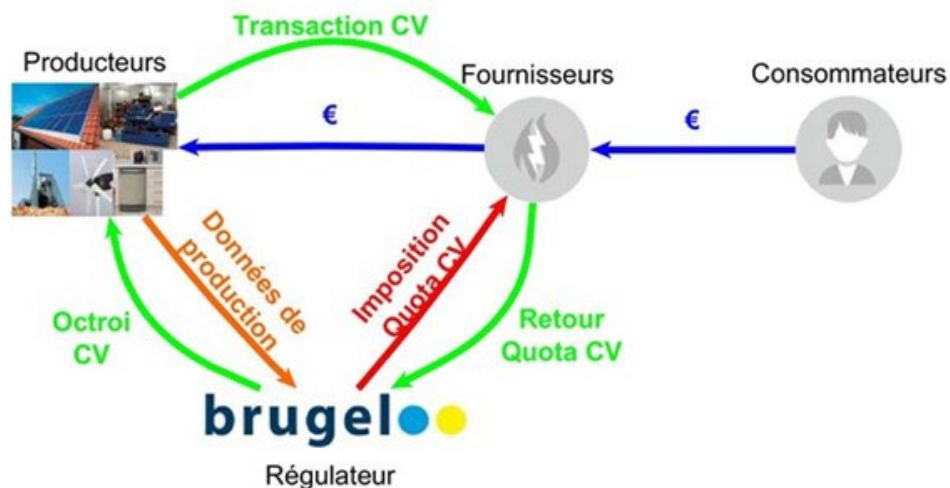 Transaction CV
Producteurs
Fournisseurs
Consommateurs
€
€
Données de
production
Imposition
Quota CV
Octroi
CV
Retour
Quota CV
brugel
Régulateur